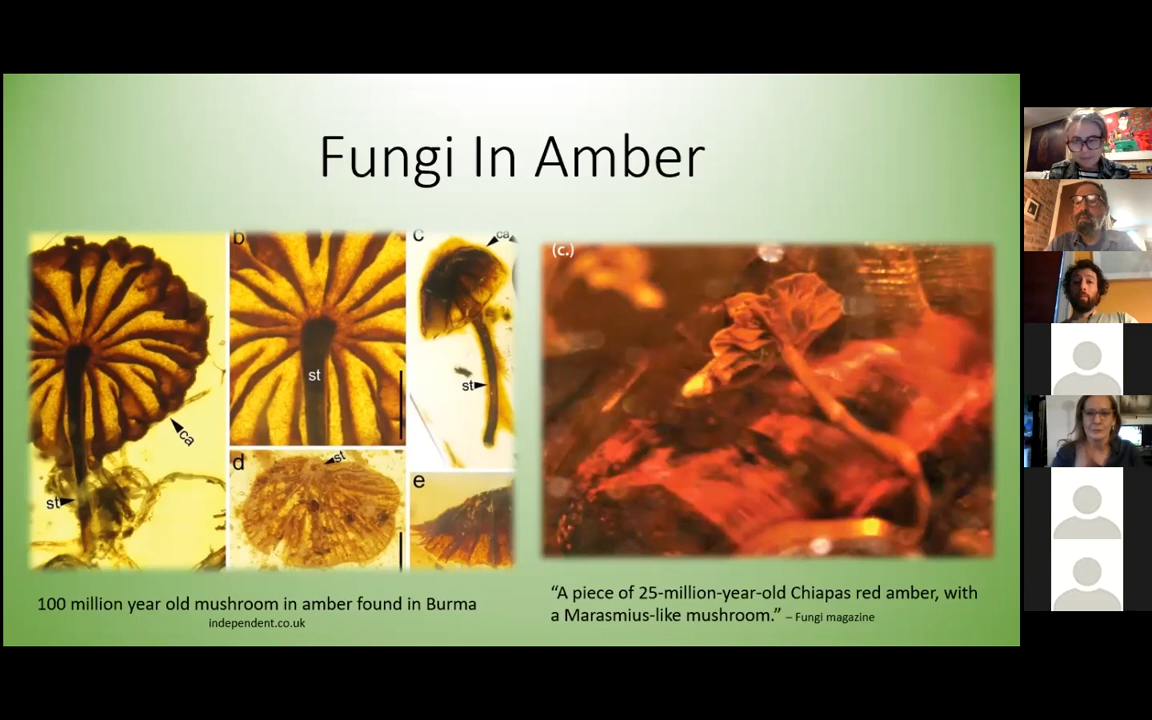 Fungi In Amber
b
c
ca
st
st
ca
st
d
st
e
(c.)
100 million year old mushroom in amber found in Burma
independent.co.uk
“A piece of 25-million-year-old Chiapas red amber, with
a Marasmius-like mushroom.” – Fungi magazine